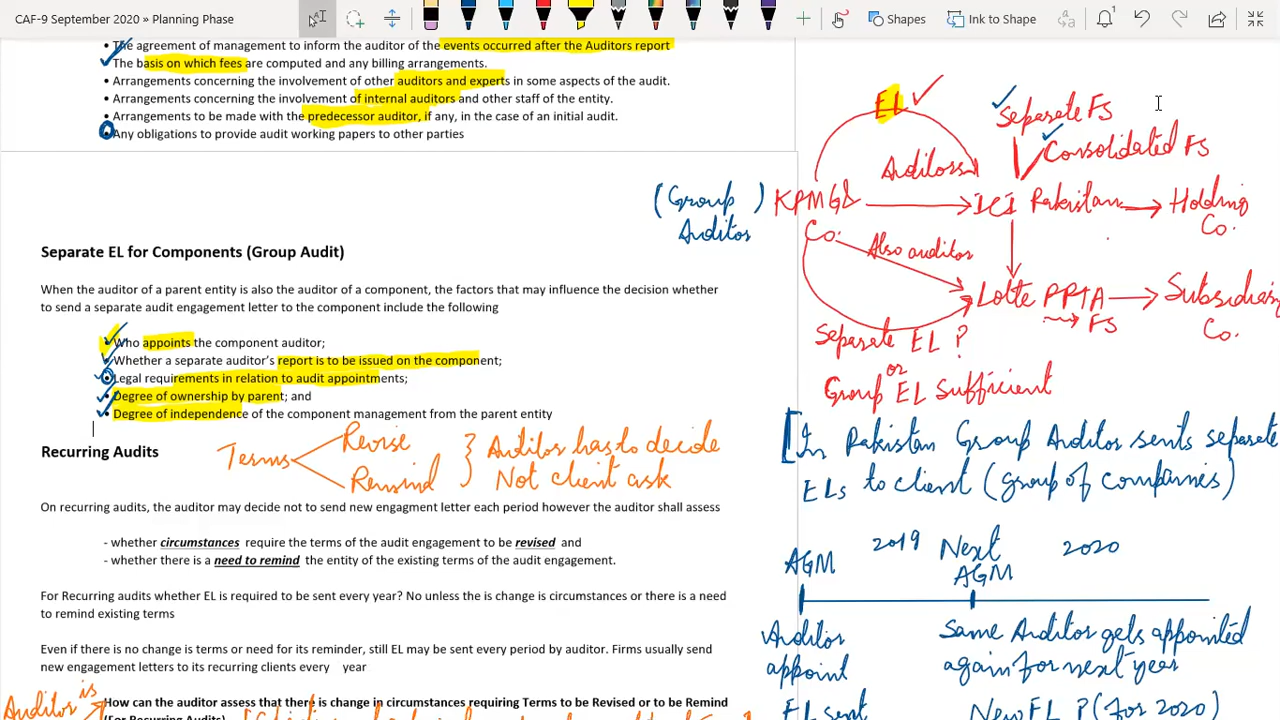 CAF-9 September 2020 » Planning Phase
Shapes
Ink to Shape
• The agreement of management to inform the auditor of the events occurred after the Auditors report
The basis on which fees are computed and any billing arrangements.
• Arrangements concerning the involvement of other auditors and experts in some aspects of the audit.
• Arrangements concerning the involvement of internal auditors and other staff of the entity.
• Arrangements to be made with the predecessor auditor, if any, in the case of an initial audit.
• Any obligations to provide audit working papers to other parties
Separate EL for Components (Group Audit)
When the auditor of a parent entity is also the auditor of a component, the factors that may influence the decision whether
to send a separate audit engagement letter to the component include the following
• Who appoints the component auditor;
• Whether a separate auditor's report is to be issued on the component;
• Legal requirements in relation to audit appointments;
• Degree of ownership by parent; and
• Degree of independence of the component management from the parent entity
Recurring Audits
Terms
Revise
Remind
Auditor has to decide
Not client ask
On recurring audits, the auditor may decide not to send new engagment letter each period however the auditor shall assess
- whether circumstances require the terms of the audit engagement to be revised and
- whether there is a need to remind the entity of the existing terms of the audit engagement.
For Recurring audits whether EL is required to be sent every year? No unless the is change is circumstances or there is a need
to remind existing terms
Even if there is no change is terms or need for its reminder, still EL may be sent every period by auditor. Firms usually send
new engagement letters to its recurring clients every year
Auditor is
How can the auditor assess that there is change in circumstances requiring Terms to be Revised or to be Remind
(For Recurring Audits)
EL
Separate FS
Consolidated FS
Auditors
(Group Auditor)
KPMG &
Co.
ICI Pakistan
Holding
Co.
Also auditor
Lotte PPTA
FS
Subsidiary
Co.
Separate EL ?
or
Group EL Sufficient
[In Pakistan Group Auditor sents separate
ELs to client (Group of companies)
AGM
2019
Next
AGM
2020
Auditor
appoint
Same Auditor gets appointed
again for next year
EL sent
New EL ? (for 2020)